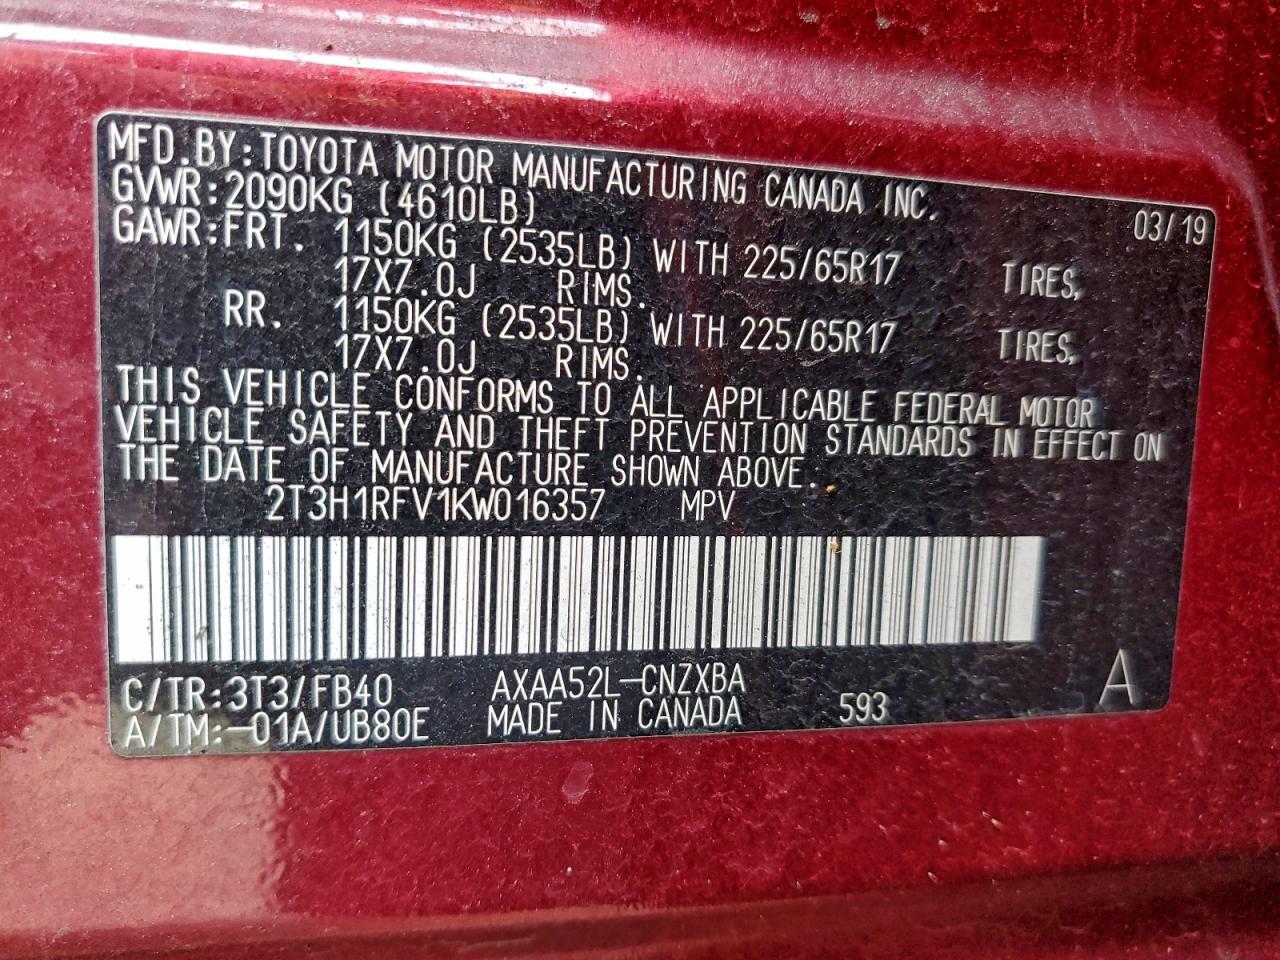 MFD.BY:TOYOTA MOTOR MANUFACTURING CANADA INC.
GVWR:2090KG (4610LB) 03/19
GAWR:FRT. 1150KG (2535LB) WITH 225/65R17 TIRES,
17X7.0J RIMS.
RR. 1150KG (2535LB) WITH 225/65R17 TIRES,
17X7.0J RIMS.
THIS VEHICLE CONFORMS TO ALL APPLICABLE FEDERAL MOTOR
VEHICLE SAFETY AND THEFT PREVENTION STANDARDS IN EFFECT ON
THE DATE OF MANUFACTURE SHOWN ABOVE.
2T3H1RFV1KW016357 MPV
C/TR:3T3/FB40 AXAA52L-CNZXBA A
A/TM:-01A/UB80E MADE IN CANADA 593